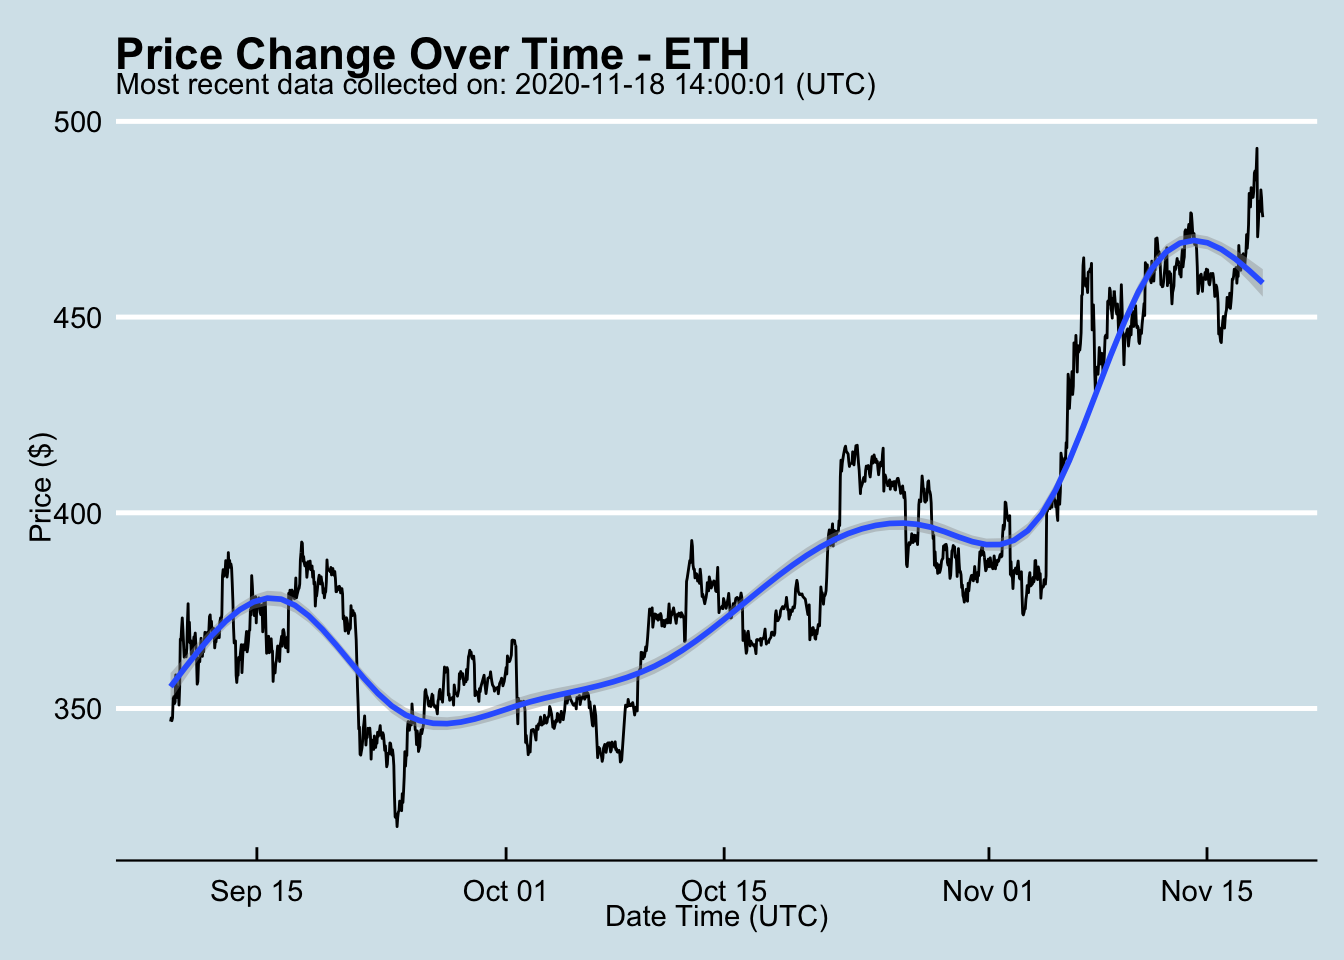 Price Change Over Time - ETH
Most recent data collected on: 2020-11-18 14:00:01 (UTC)
500
450
400
350
Price ($)
Sep 15 Oct 01 Oct 15 Nov 01 Nov 15
Date Time (UTC)